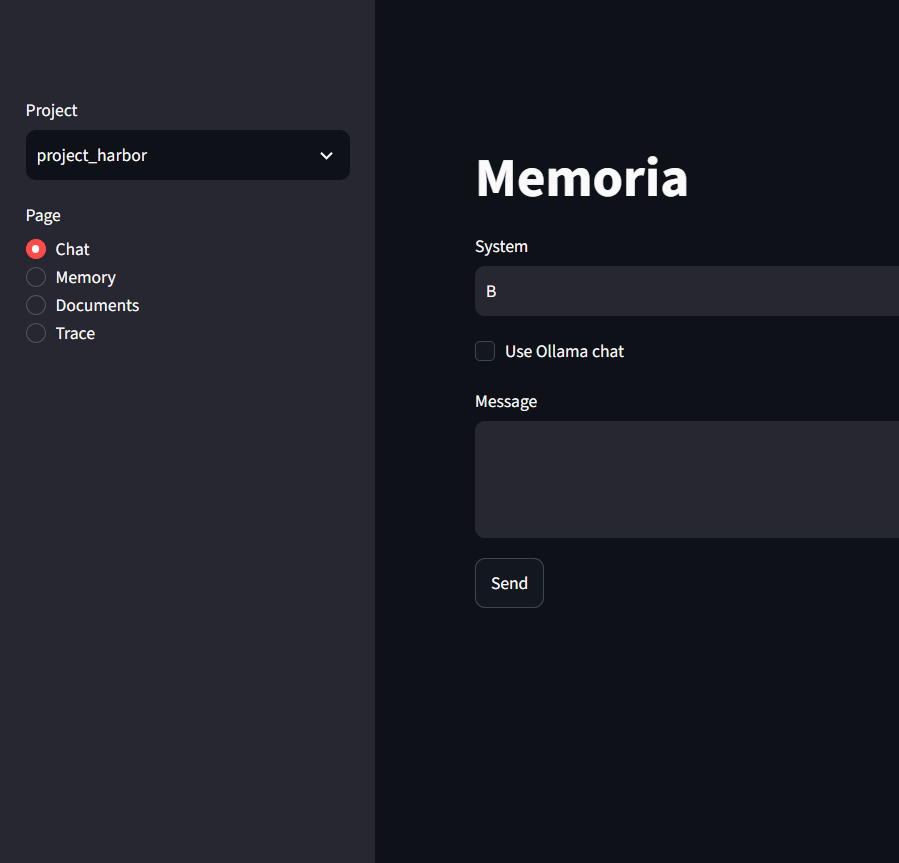 Project
project_harbor
Page
Chat
Memory
Documents
Trace
Memoria
System
B
Use Ollama chat
Message
Send